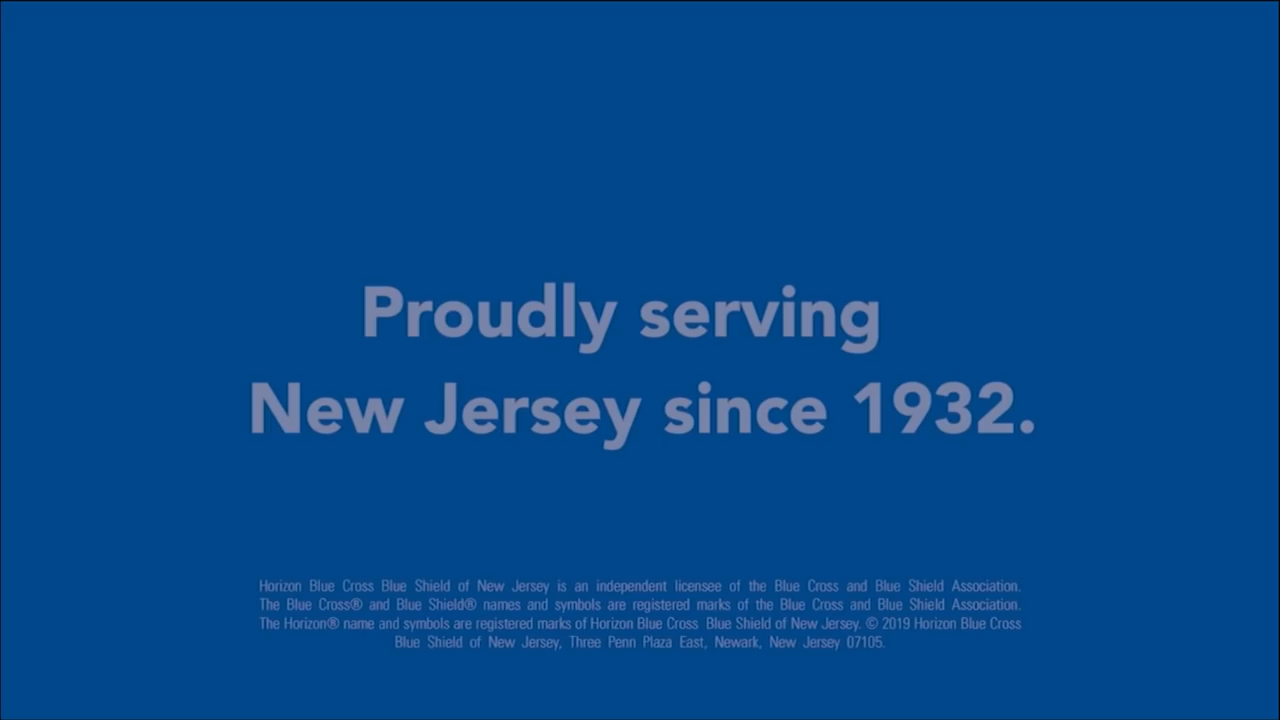 Proudly serving
New Jersey since 1932.
Horizon Blue Cross Blue Shield of New Jersey is an independent licensee of the Blue Cross and Blue Shield Association.
The Blue Cross® and Blue Shield® names and symbols are registered marks of the Blue Cross and Blue Shield Association.
The Horizon® name and symbols are registered marks of Horizon Blue Cross Blue Shield of New Jersey. © 2019 Horizon Blue Cross
Blue Shield of New Jersey, Three Penn Plaza East, Newark, New Jersey 07105.